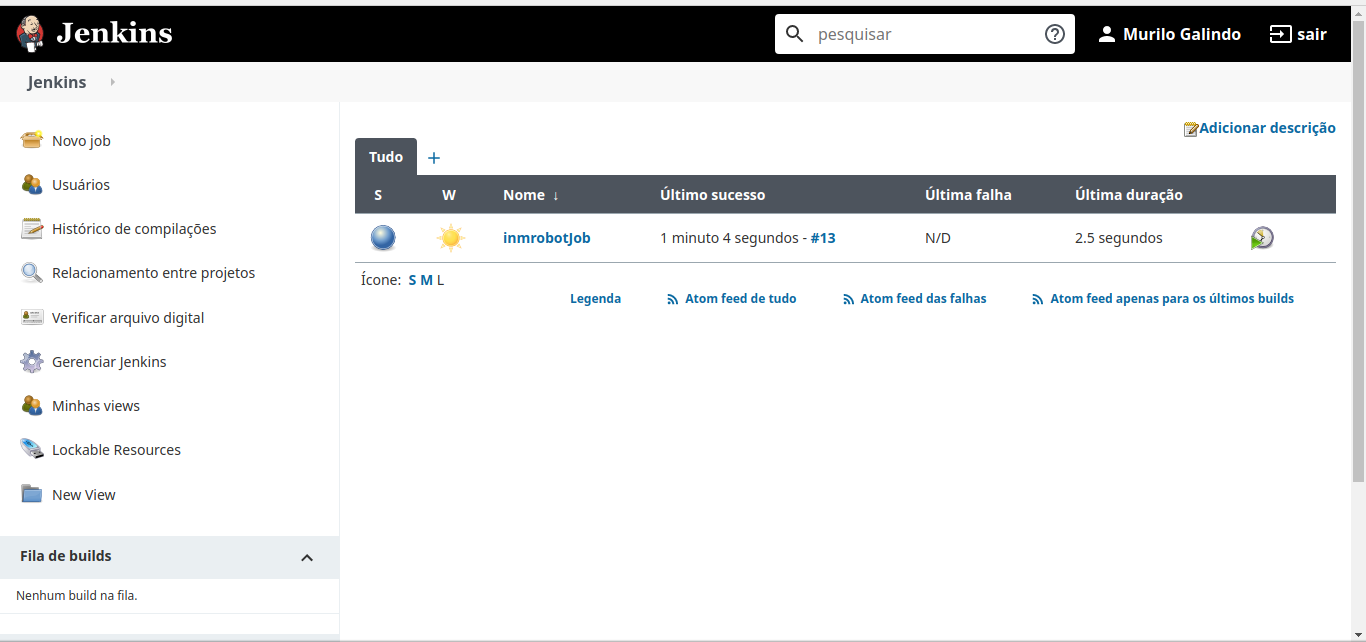 Jenkins
pesquisar
Murilo Galindo
sair
Jenkins
Novo job
Usuários
Histórico de compilações
Relacionamento entre projetos
Verificar arquivo digital
Gerenciar Jenkins
Minhas views
Lockable Resources
New View
Fila de builds
Nenhum build na fila.
Adicionar descrição
Tudo +
S W Nome ↓ Último sucesso Última falha Última duração
inmrobotJob 1 minuto 4 segundos - #13 N/D 2.5 segundos
Ícone: S M L
Legenda Atom feed de tudo Atom feed das falhas Atom feed apenas para os últimos builds